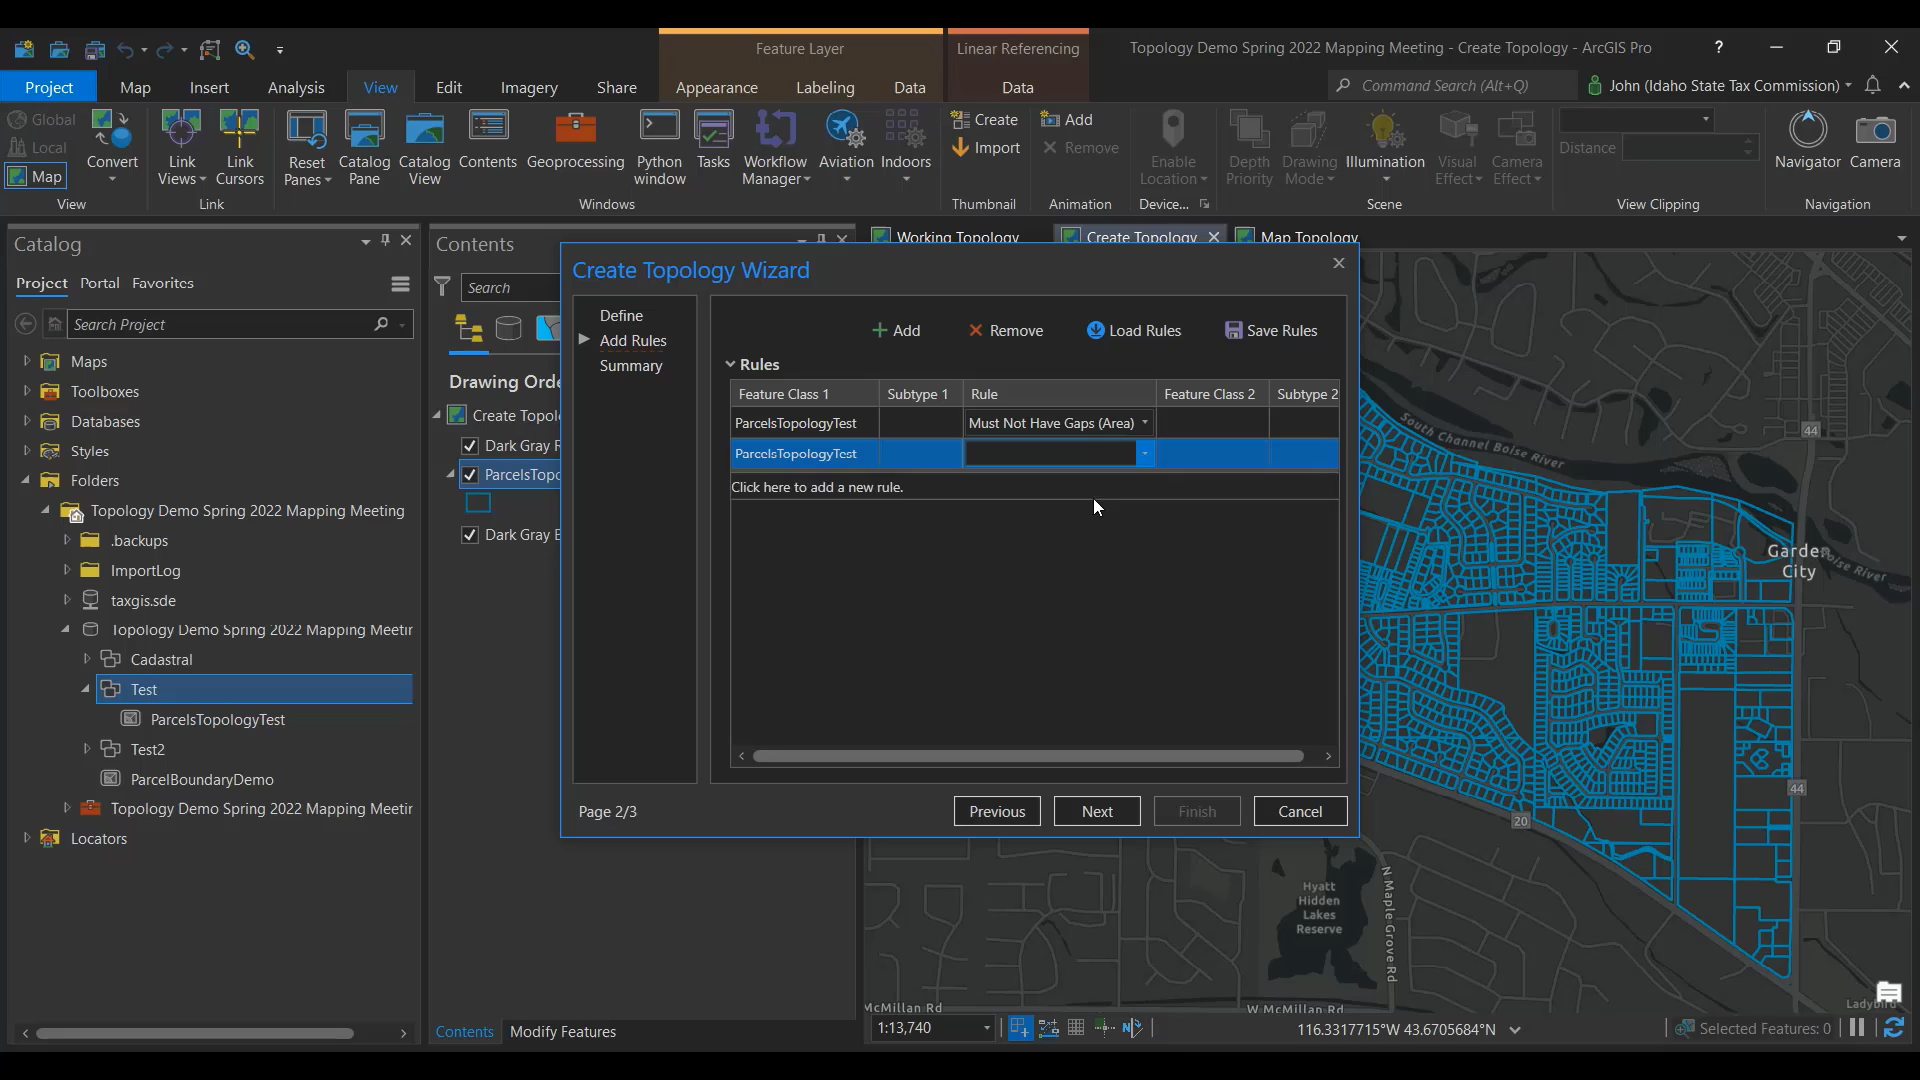 Feature Layer
Linear Referencing
Topology Demo Spring 2022 Mapping Meeting - Create Topology - ArcGIS Pro
?
Project
Map
Insert
Analysis
View
Edit
Imagery
Share
Appearance
Labeling
Data
Data
Command Search (Alt+Q)
John (Idaho State Tax Commission)
Global
Local
Map
Convert
Link Views
Link Cursors
Reset Panes
Catalog Pane
Catalog View
Contents
Geoprocessing
Python window
Tasks
Workflow Manager
Aviation
Indoors
Create
Import
Add
Remove
Enable Location
Depth Priority
Drawing Mode
Illumination
Visual Effect
Camera Effect
Distance
Navigator
Camera
View
Link
Windows
Thumbnail
Animation
Device...
Scene
View Clipping
Navigation
Catalog
Project
Portal
Favorites
Search Project
Maps
Toolboxes
Databases
Styles
Folders
Topology Demo Spring 2022 Mapping Meeting
.backups
ImportLog
taxgis.sde
Topology Demo Spring 2022 Mapping Meetin
Cadastral
Test
ParcelsTopologyTest
Test2
ParcelBoundaryDemo
Topology Demo Spring 2022 Mapping Meetin
Locators
Contents
Search
Drawing Orde
Create Topol
Dark Gray R
ParcelsTopo
Dark Gray B
Contents
Modify Features
Working Topology
Create Topology
Map Topology
Create Topology Wizard
Define
Add Rules
Summary
Add
Remove
Load Rules
Save Rules
Rules
Feature Class 1
Subtype 1
Rule
Feature Class 2
Subtype 2
ParcelsTopologyTest
Must Not Have Gaps (Area)
ParcelsTopologyTest
Click here to add a new rule.
Page 2/3
Previous
Next
Finish
Cancel
South Channel Boise River
44
Garden City
Boise River
44
20
Hyatt
Hidden
Lakes
Reserve
N Maple Grove Rd
McMillan Rd
W McMillan Rd
1:13,740
116.3317715°W 43.6705684°N
Selected Features: 0